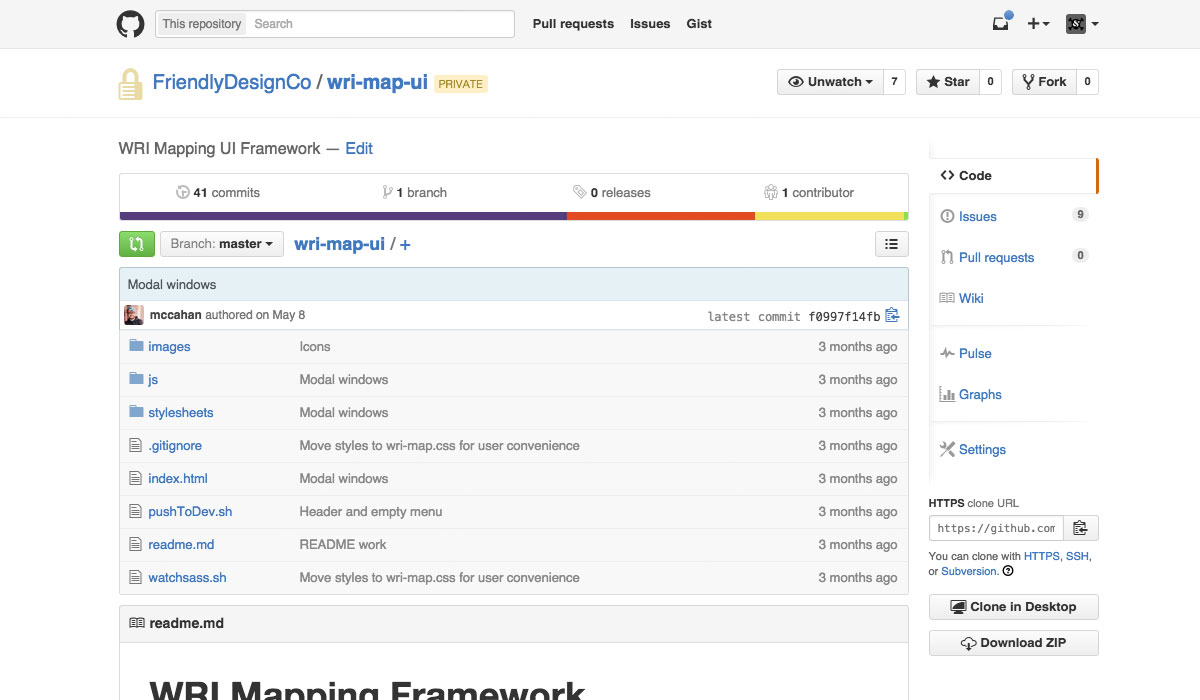 This repository Search Pull requests Issues Gist
FriendlyDesignCo / wri-map-ui PRIVATE Unwatch 7 Star 0 Fork 0
WRI Mapping UI Framework — Edit
41 commits 1 branch 0 releases 1 contributor
Branch: master wri-map-ui / +
Modal windows
mccahan authored on May 8 latest commit f0997f14fb
images Icons 3 months ago
js Modal windows 3 months ago
stylesheets Modal windows 3 months ago
.gitignore Move styles to wri-map.css for user convenience 3 months ago
index.html Modal windows 3 months ago
pushToDev.sh Header and empty menu 3 months ago
readme.md README work 3 months ago
watchsass.sh Move styles to wri-map.css for user convenience 3 months ago
readme.md
WRI Mapping Framework
Code
Issues 9
Pull requests 0
Wiki
Pulse
Graphs
Settings
HTTPS clone URL
https://github.com
You can clone with HTTPS, SSH,
or Subversion.
Clone in Desktop
Download ZIP